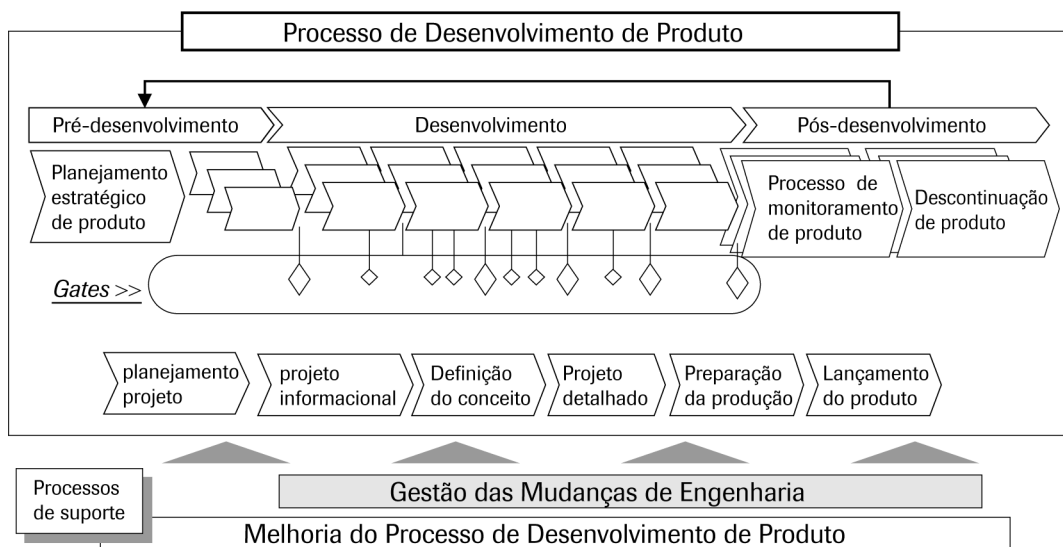 Processo de Desenvolvimento de Produto
Pré-desenvolvimento
Desenvolvimento
Pós-desenvolvimento
Planejamento
estratégico
de produto
Processo de
monitoramento
de produto
Descontinuação
de produto
Gates >>
planejamento
projeto
projeto
informacional
Definição
do conceito
Projeto
detalhado
Preparação
da produção
Lançamento
do produto
Processos
de suporte
Gestão das Mudanças de Engenharia
Melhoria do Processo de Desenvolvimento de Produto